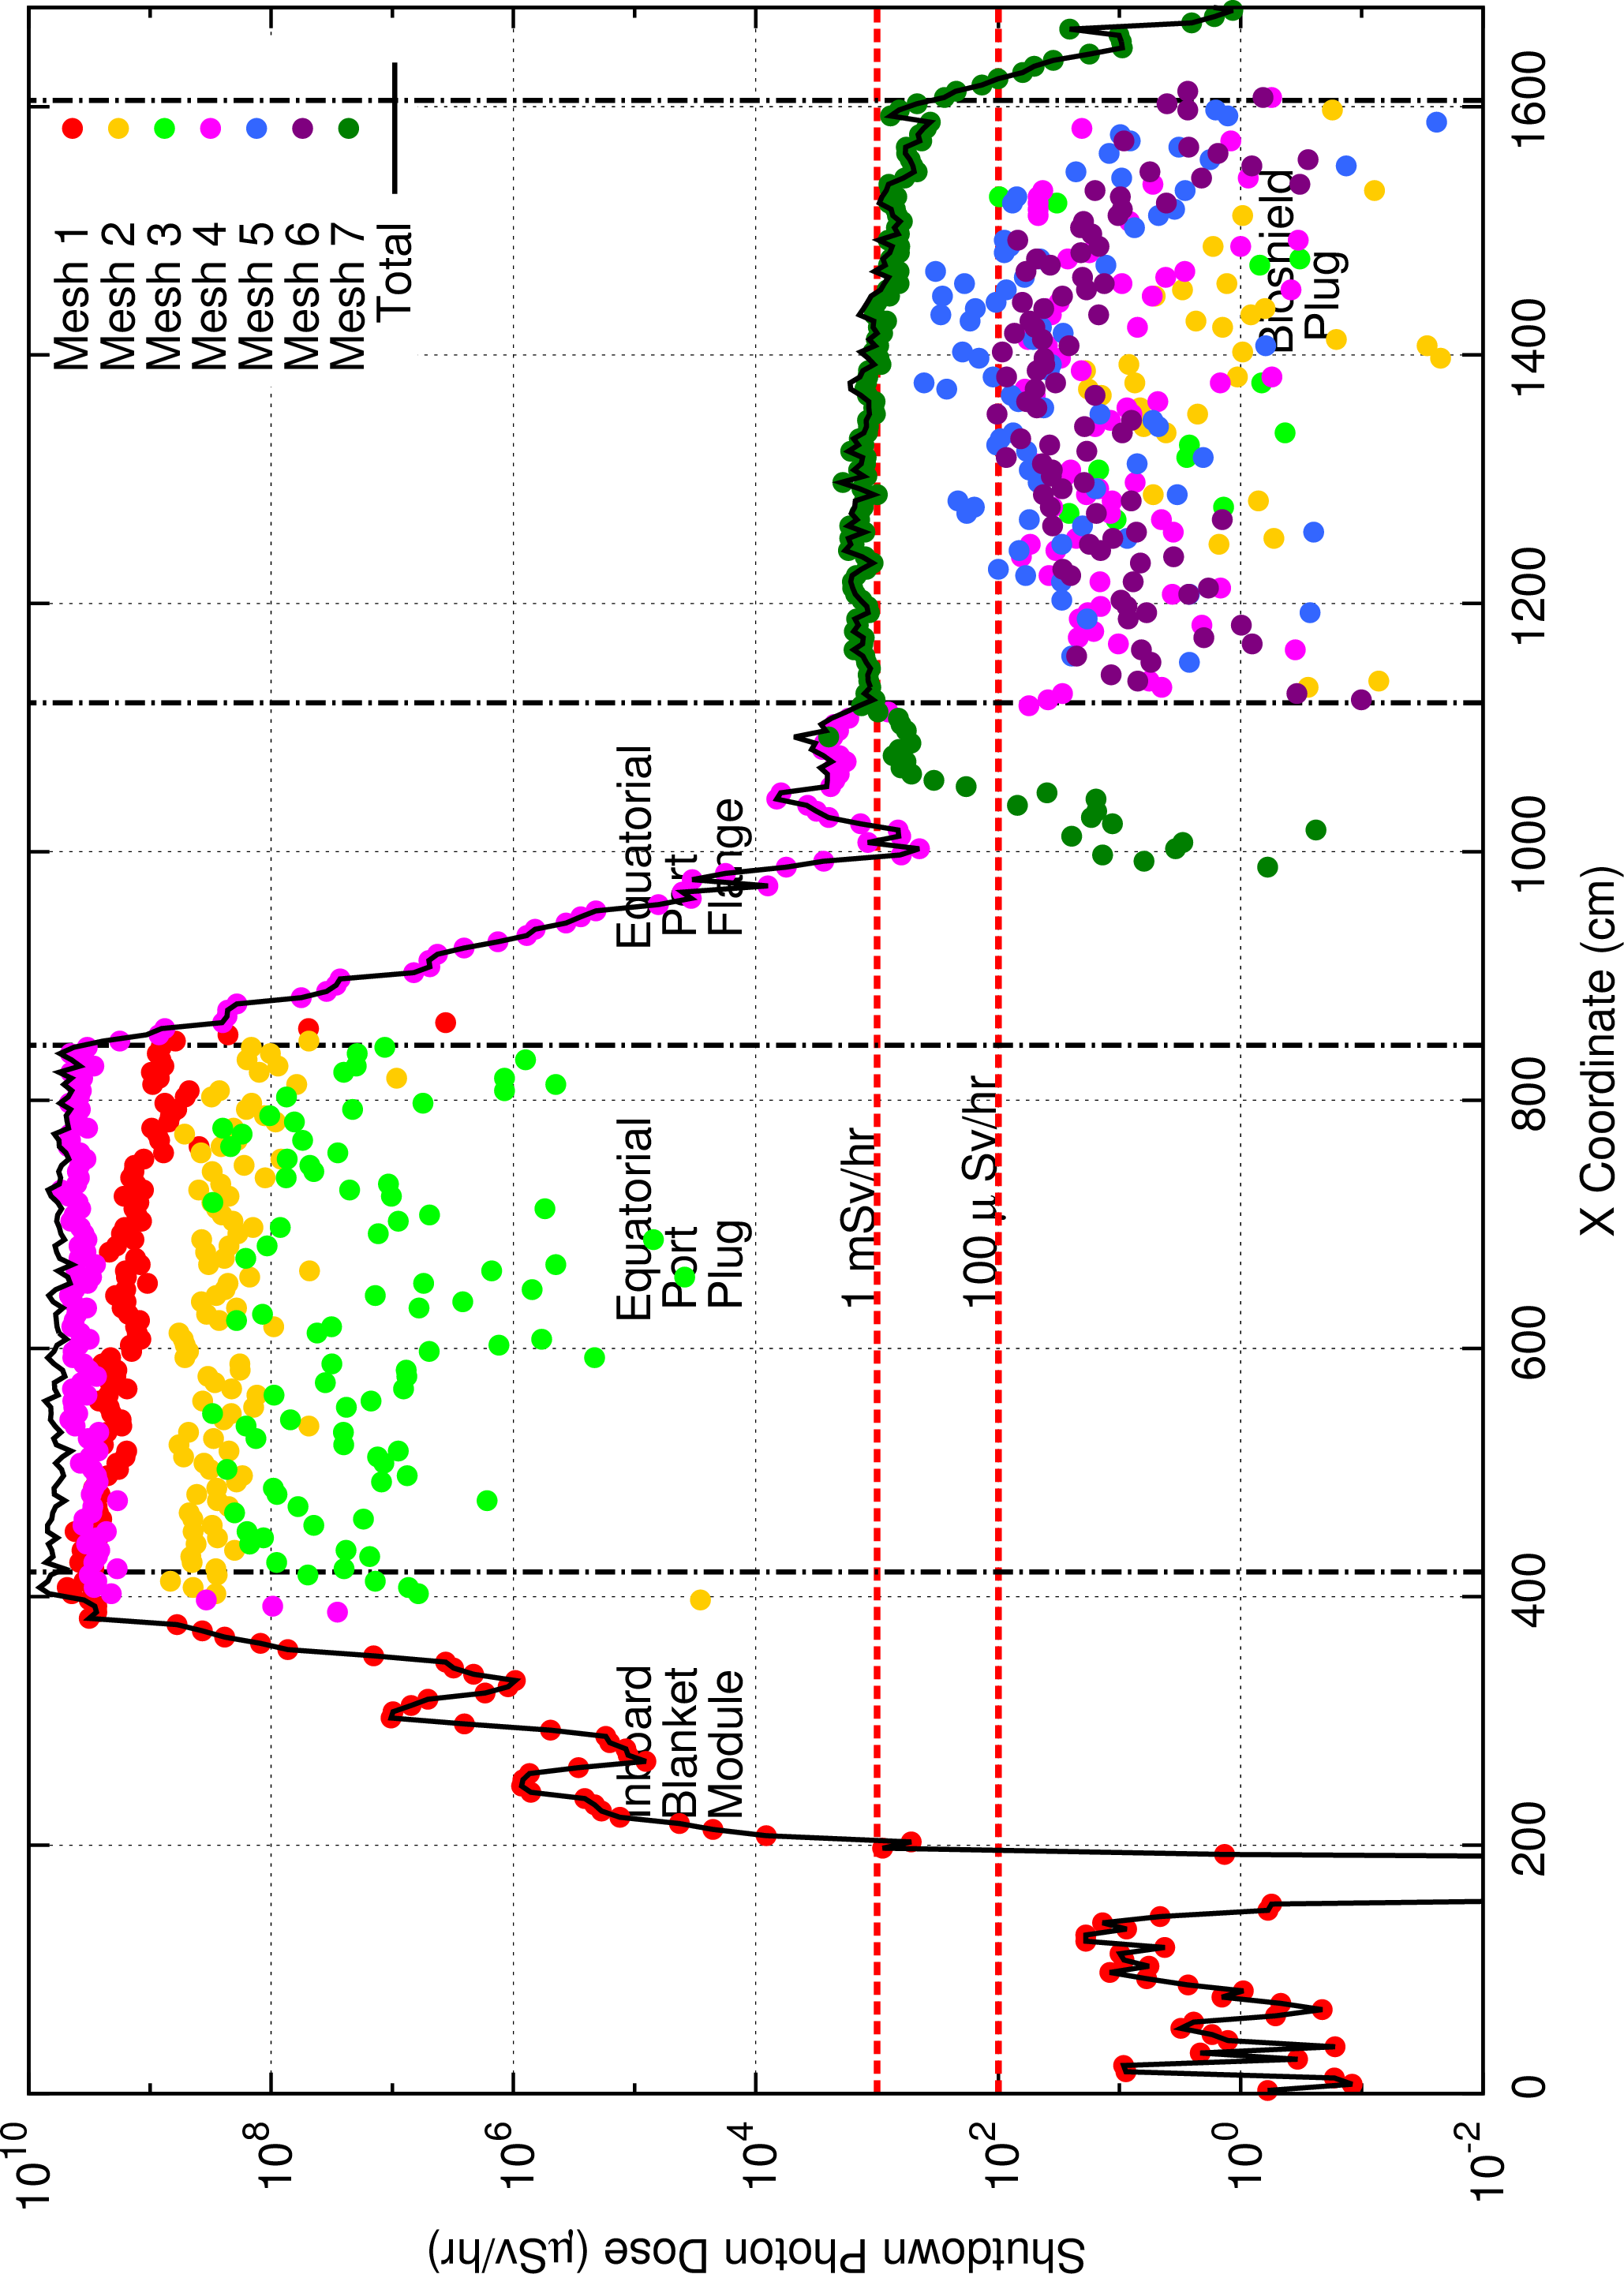 Shutdown Photon Dose (μSv/hr)
10^10
10^8
10^6
10^4
10^2
10^0
10^-2
Mesh 1
Mesh 2
Mesh 3
Mesh 4
Mesh 5
Mesh 6
Mesh 7
Total
Inboard
Blanket
Module
Equatorial
Port
Plug
Equatorial
Port
Flange
Bioshield
Plug
1 mSv/hr
100 μ Sv/hr
0 200 400 600 800 1000 1200 1400 1600
X Coordinate (cm)